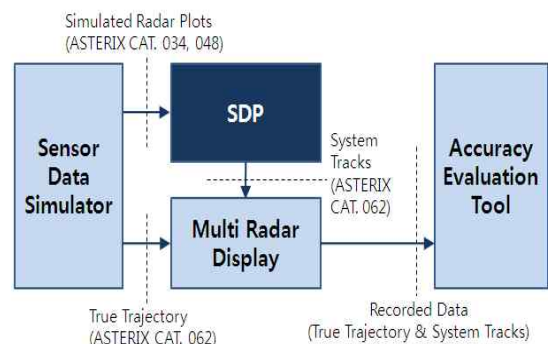 Simulated Radar Plots
(ASTERIX CAT. 034, 048)
Sensor
Data
Simulator
SDP
System
Tracks
(ASTERIX
CAT. 062)
Multi Radar
Display
Accuracy
Evaluation
Tool
True Trajectory
(ASTERIX CAT. 062)
Recorded Data
(True Trajectory & System Tracks)